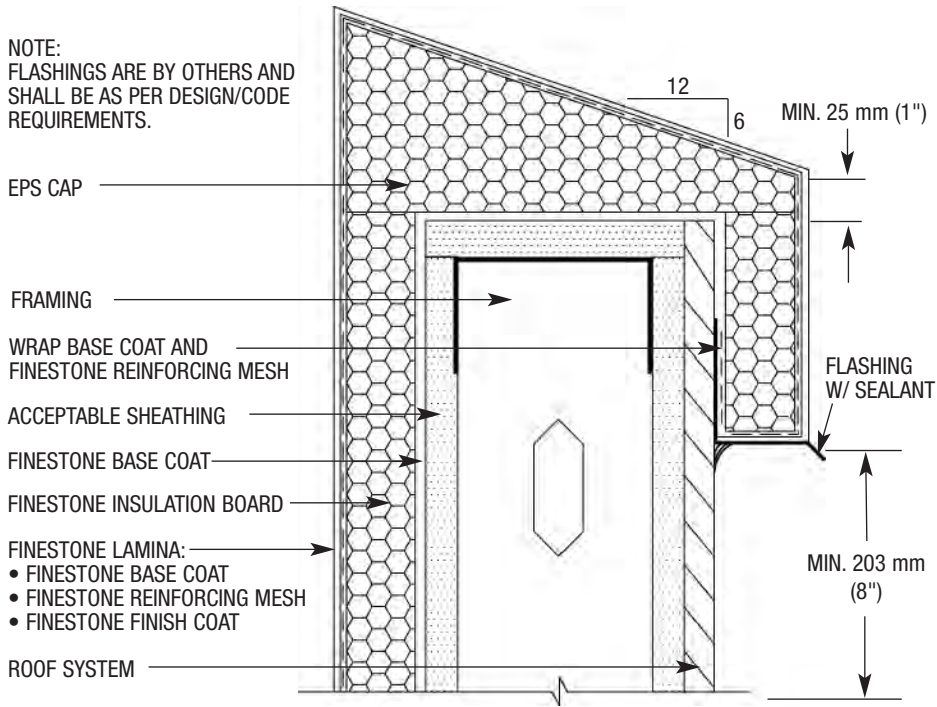 NOTE:
FLASHINGS ARE BY OTHERS AND
SHALL BE AS PER DESIGN/CODE
REQUIREMENTS.
12
6
MIN. 25 mm (1")
EPS CAP
FRAMING
WRAP BASE COAT AND
FINESTONE REINFORCING MESH
FLASHING
W/ SEALANT
ACCEPTABLE SHEATHING
FINESTONE BASE COAT
FINESTONE INSULATION BOARD
FINESTONE LAMINA:
• FINESTONE BASE COAT
• FINESTONE REINFORCING MESH
• FINESTONE FINISH COAT
MIN. 203 mm
(8")
ROOF SYSTEM